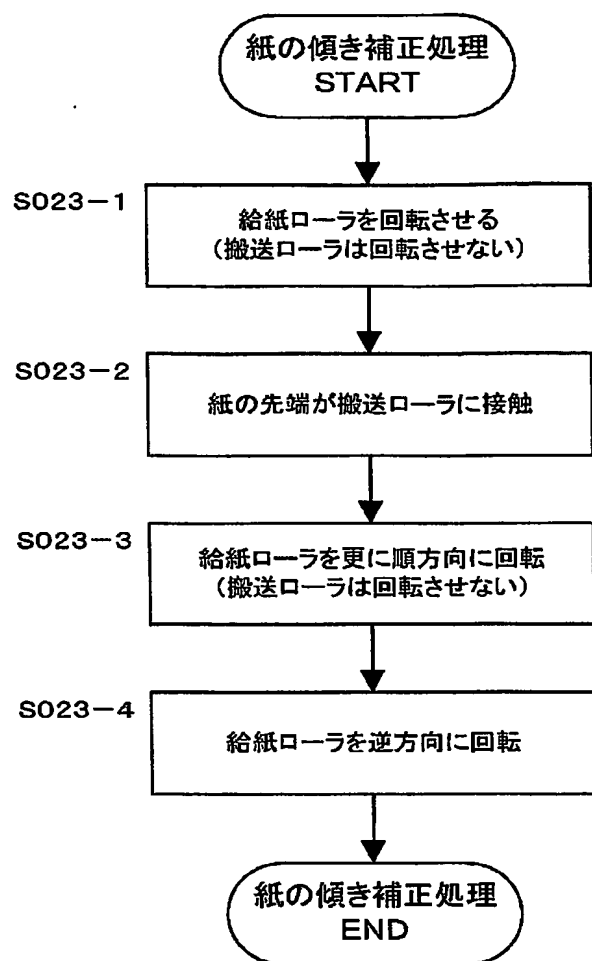 紙の傾き補正処理
START
S023−1
給紙ローラを回転させる
（搬送ローラは回転させない）
S023−2
紙の先端が搬送ローラに接触
S023−3
給紙ローラを更に順方向に回転
（搬送ローラは回転させない）
S023−4
給紙ローラを逆方向に回転
紙の傾き補正処理
END